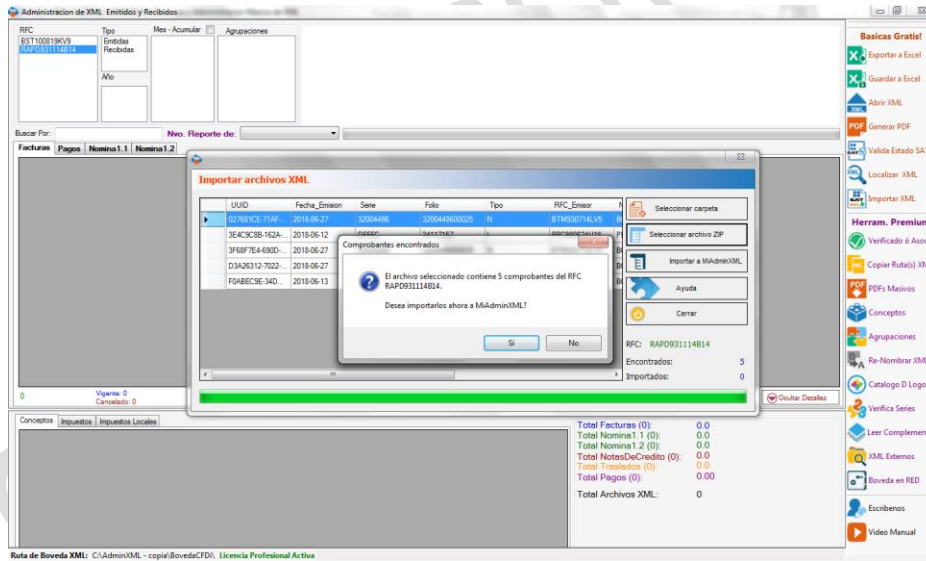 Administracion de XML Emitidos y Recibidos
RFC
BST100819KV9
RAPD931114B14
Tipo
Emitidas
Recibidas
Año
Mes - Acumular
Agrupaciones
Buscar Por:
Nvo. Reporte de:
Facturas Pagos Nomina1.1 Nomina1.2
Importar archivos XML
UUID Fecha_Emision Serie Folio Tipo RFC_Emisor
027681CE-71AF-... 2018-06-27 32004486 3200448600025 N BTM930714LV5
3E4C9C8B-162A-... 2018-06-12
3F68F7E4-690D-... 2018-06-27
D3A26312-7022-... 2018-06-27
F0ABEC9E-34D... 2018-06-13
Comprobantes encontrados
El archivo seleccionado contiene 5 comprobantes del RFC
RAPD931114B14.
Desea importarlos ahora a MiAdminXML?
Sí No
Seleccionar carpeta
Seleccionar archivo ZIP
Importar a MiAdminXML
Ayuda
Cerrar
RFC: RAPD931114B14
Encontrados: 5
Importados: 0
0
Vigente: 0
Cancelado: 0
Ocultar Detalles
Conceptos Impuestos Impuestos Locales
Total Facturas (0): 0.0
Total Nomina1.1 (0): 0.0
Total Nomina1.2 (0): 0.0
Total NotasDeCredito (0): 0.0
Total Traslados (0): 0.0
Total Pagos (0): 0.00
Total Archivos XML: 0
Basicas Gratis!
Exportar a Excel
Guardar a Excel
Abrir XML
Generar PDF
Valida Estado SA
Localizar XML
Importar XML
Herram. Premiun
Verificado ó Aso
Copiar Ruta(s) XM
PDFs Masivos
Conceptos
Agrupaciones
Re-Nombrar XML
Catalogo D Logo
Verifica Series
Leer Complemen
XML Externos
Boveda en RED
Escribenos
Video Manual
Ruta de Boveda XML: C:\AdminXML - copia\BovedaCFDi\ Licencia Profesional Activa